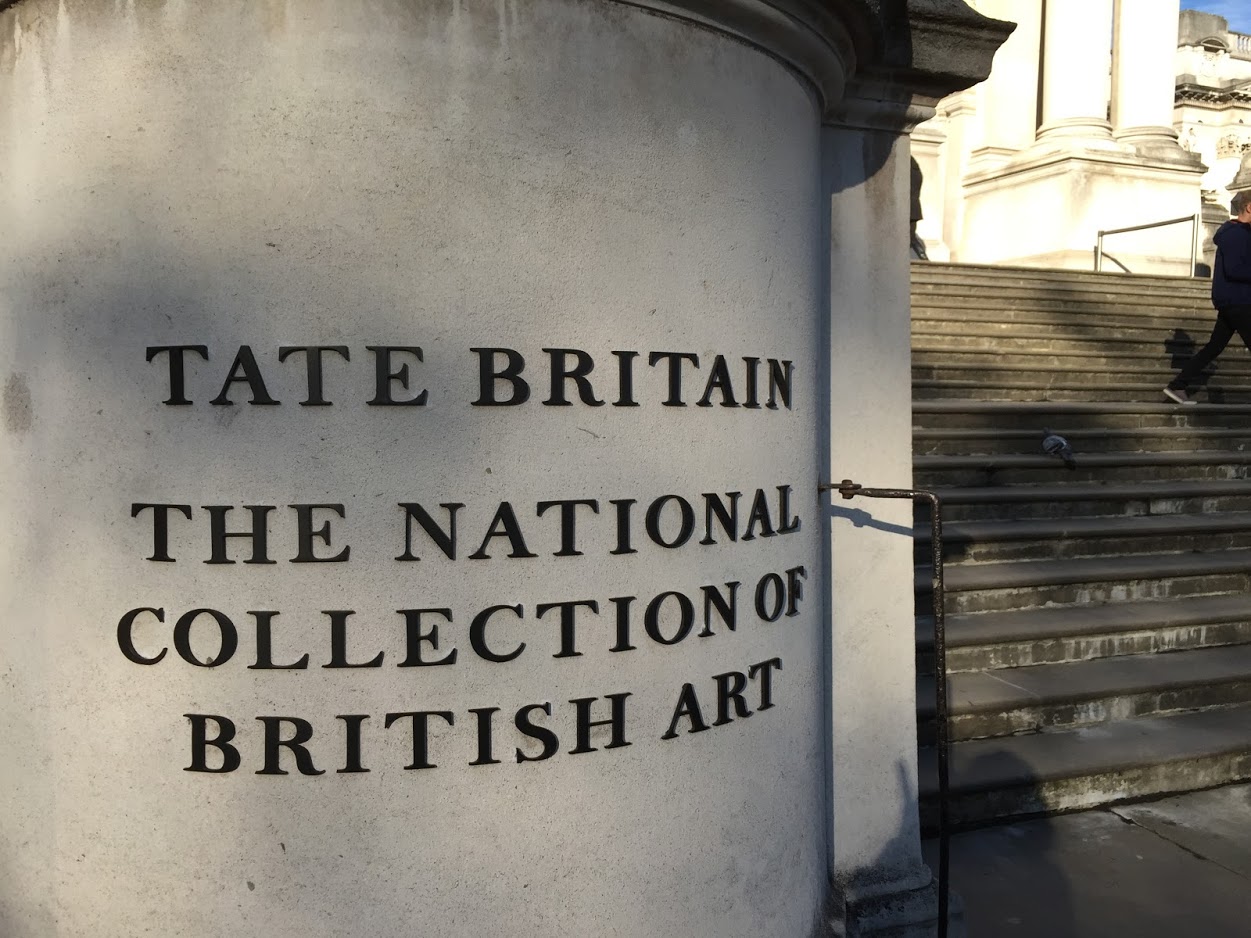 TATE BRITAIN
THE NATIONAL
COLLECTION OF
BRITISH ART